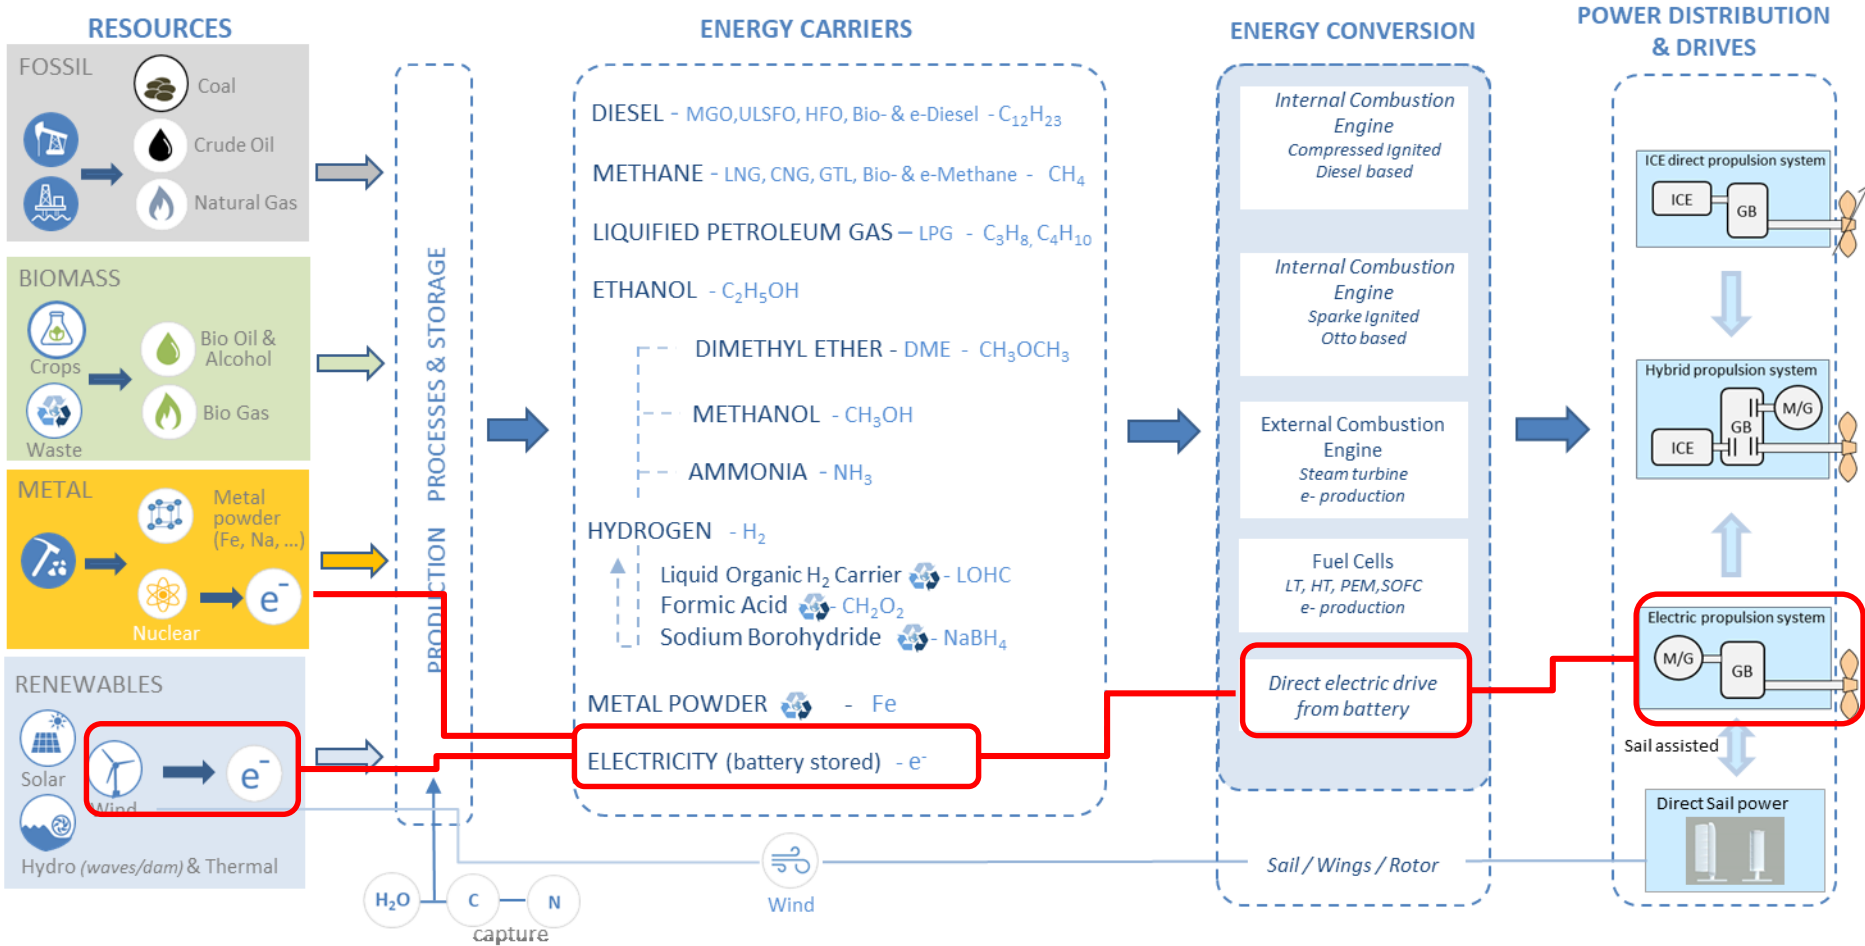 RESOURCES
FOSSIL
Coal
Crude Oil
Natural Gas
BIOMASS
Crops
Waste
Bio Oil &
Alcohol
Bio Gas
METAL
Metal
powder
(Fe, Na, ...)
Nuclear
e⁻
RENEWABLES
Solar
Wind
e⁻
Hydro (waves/dam) & Thermal
PRODUCTION PROCESSES & STORAGE
H₂O
C
N
capture
ENERGY CARRIERS
DIESEL - MGO,ULSFO, HFO, Bio- & e-Diesel - C₁₂H₂₃
METHANE - LNG, CNG, GTL, Bio- & e-Methane - CH₄
LIQUIFIED PETROLEUM GAS – LPG - C₃H₈, C₄H₁₀
ETHANOL - C₂H₅OH
DIMETHYL ETHER - DME - CH₃OCH₃
METHANOL - CH₃OH
AMMONIA - NH₃
HYDROGEN - H₂
Liquid Organic H₂ Carrier - LOHC
Formic Acid - CH₂O₂
Sodium Borohydride - NaBH₄
METAL POWDER - Fe
ELECTRICITY (battery stored) - e⁻
Wind
ENERGY CONVERSION
Internal Combustion
Engine
Compressed Ignited
Diesel based
Internal Combustion
Engine
Sparke Ignited
Otto based
External Combustion
Engine
Steam turbine
e- production
Fuel Cells
LT, HT, PEM,SOFC
e- production
Direct electric drive
from battery
Sail / Wings / Rotor
POWER DISTRIBUTION
& DRIVES
ICE direct propulsion system
ICE
GB
Hybrid propulsion system
M/G
GB
ICE
Electric propulsion system
M/G
GB
Sail assisted
Direct Sail power